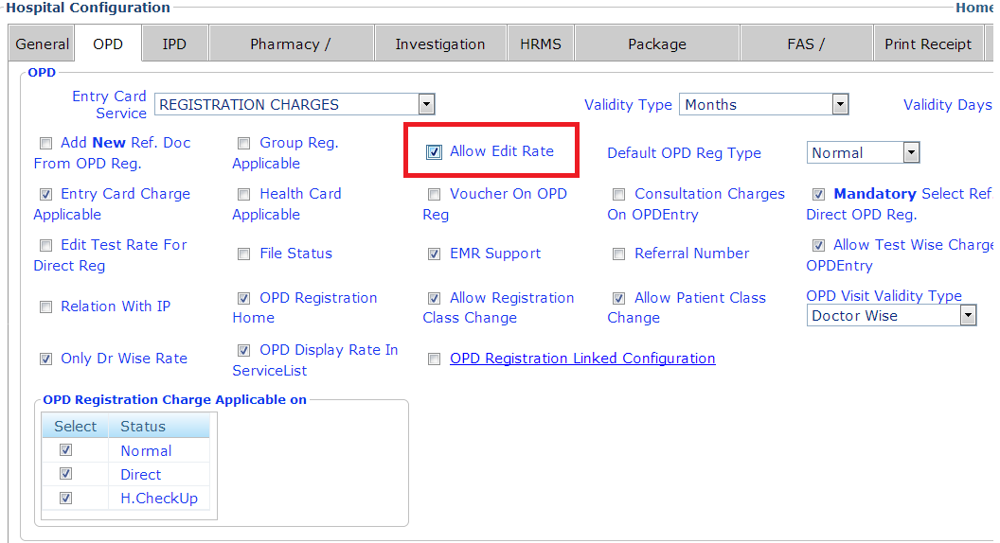 Hospital Configuration
Home
General OPD IPD Pharmacy / Investigation HRMS Package FAS / Print Receipt
OPD
Entry Card Service REGISTRATION CHARGES Validity Type Months Validity Days
Add New Ref. Doc From OPD Reg.
Group Reg. Applicable
Allow Edit Rate
Default OPD Reg Type Normal
Entry Card Charge Applicable
Health Card Applicable
Voucher On OPD Reg
Consultation Charges On OPDEntry
Mandatory Select Ref. Direct OPD Reg.
Edit Test Rate For Direct Reg
File Status
EMR Support
Referral Number
Allow Test Wise Charge OPDEntry
Relation With IP
OPD Registration Home
Allow Registration Class Change
Allow Patient Class Change
OPD Visit Validity Type
Doctor Wise
Only Dr Wise Rate
OPD Display Rate In ServiceList
OPD Registration Linked Configuration
OPD Registration Charge Applicable on
Select Status
Normal
Direct
H.CheckUp